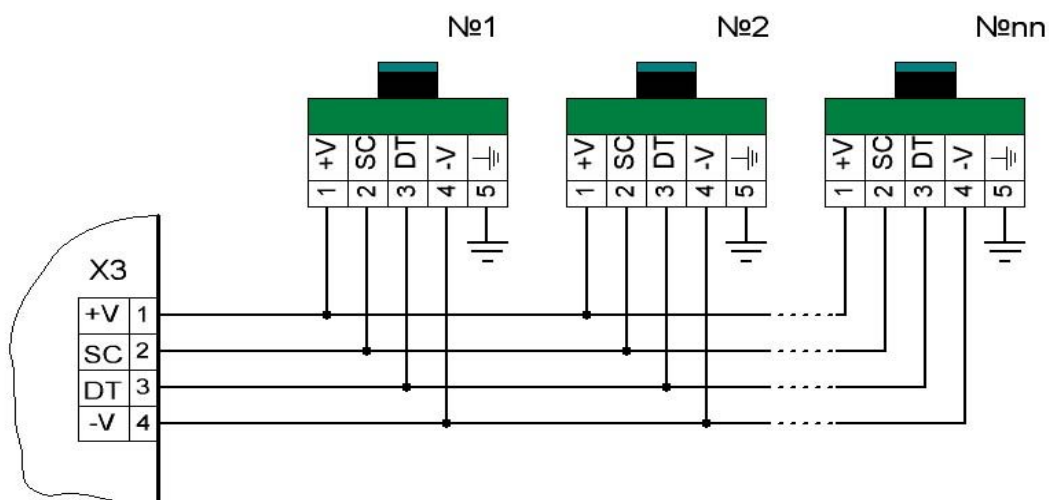 №1
№2
№nn
+V SC DT -V
1 2 3 4 5
+V SC DT -V
1 2 3 4 5
+V SC DT -V
1 2 3 4 5
X3
+V 1
SC 2
DT 3
-V 4